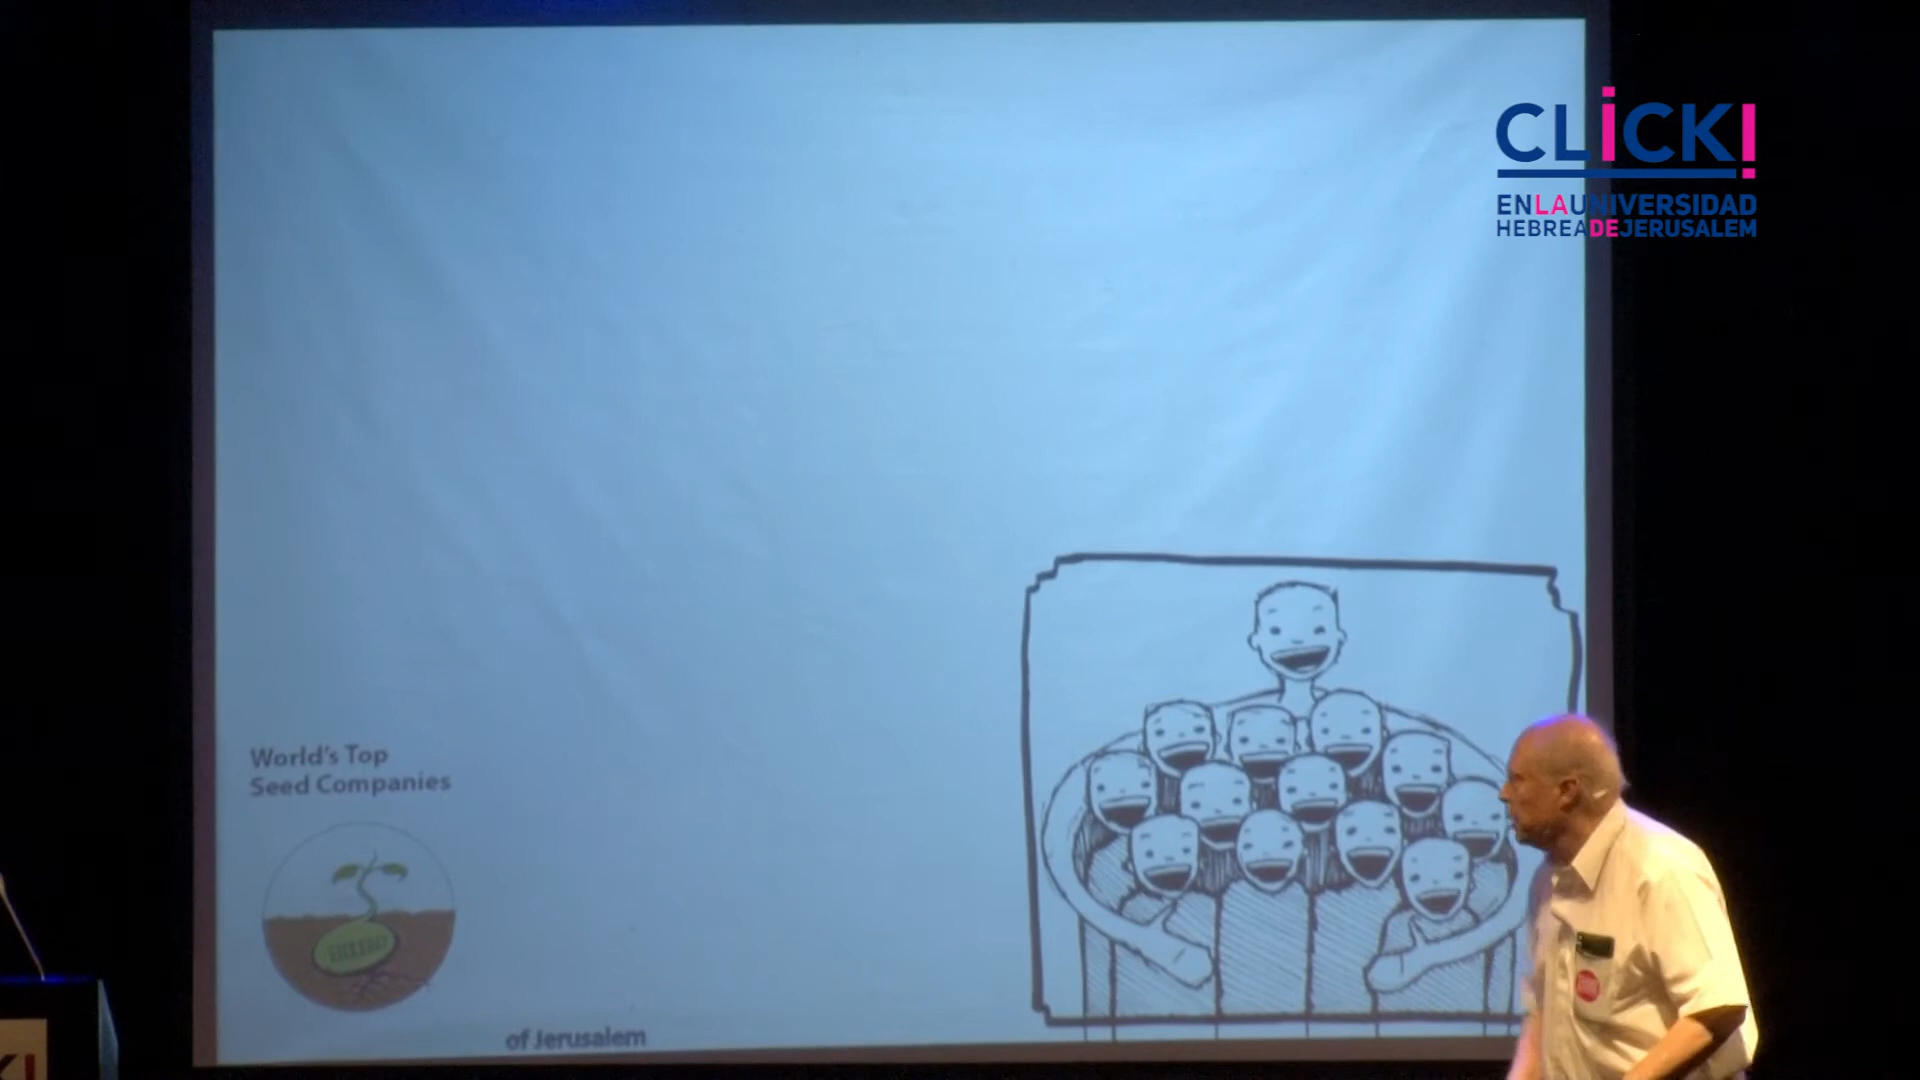 CLiCK!
ENLAUNIVERSIDAD
HEBREADEJERUSALEM
World's Top
Seed Companies
of Jerusalem
K!